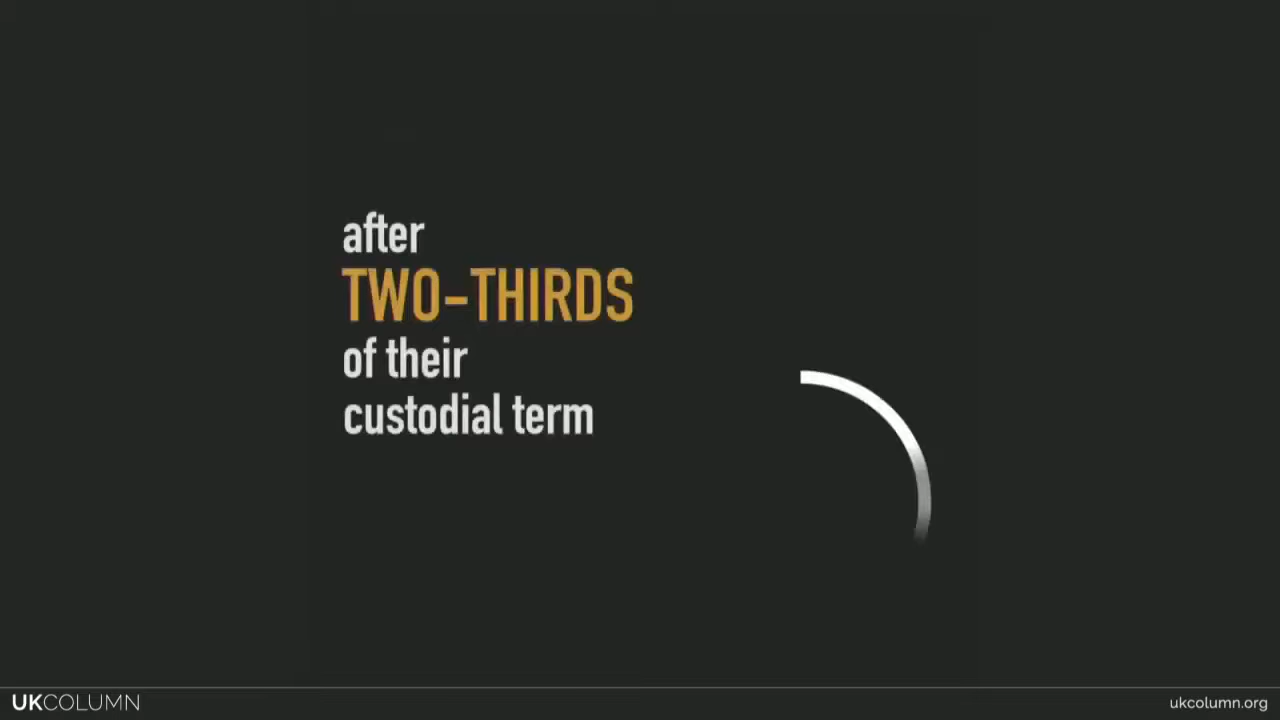 after
TWO-THIRDS
of their
custodial term
UKCOLUMN
ukcolumn.org